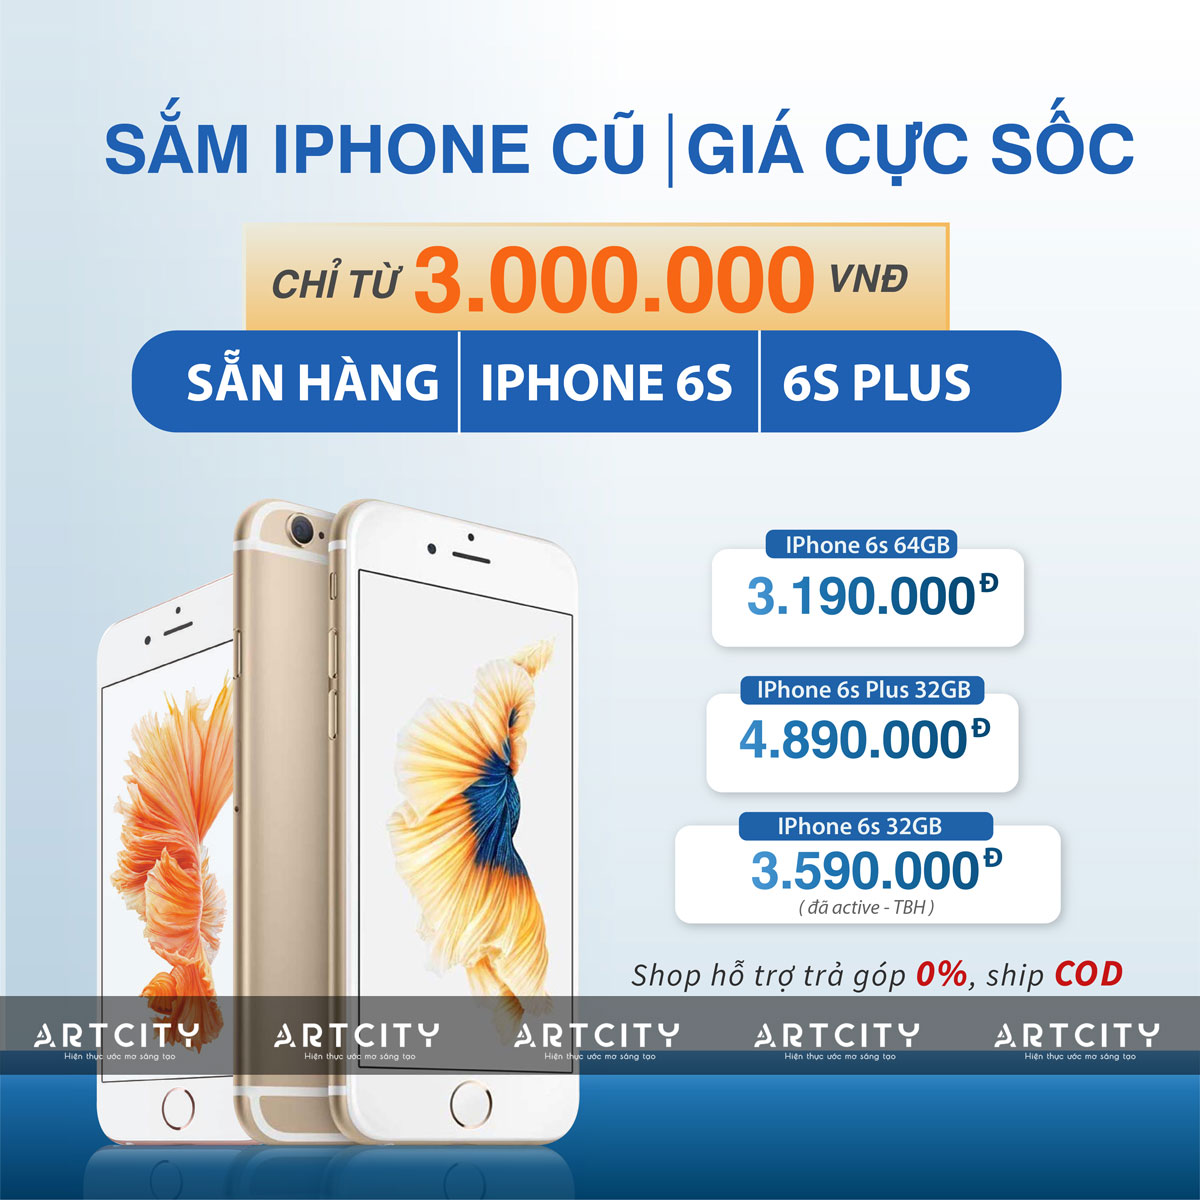 SẮM IPHONE CŨ | GIÁ CỰC SỐC
CHỈ TỪ 3.000.000 VNĐ
SẴN HÀNG | IPHONE 6S | 6S PLUS
IPhone 6s 64GB
3.190.000Đ
IPhone 6s Plus 32GB
4.890.000Đ
IPhone 6s 32GB
3.590.000Đ
( đã active - TBH )
Shop hỗ trợ trả góp 0%, ship COD
ARTCITY ARTCITY ARTCITY ARTCITY ARTCITY
Hiện thực ước mơ sáng tạo Hiện thực ước mơ sáng tạo Hiện thực ước mơ sáng tạo Hiện thực ước mơ sáng tạo Hiện thực ước mơ sáng tạo